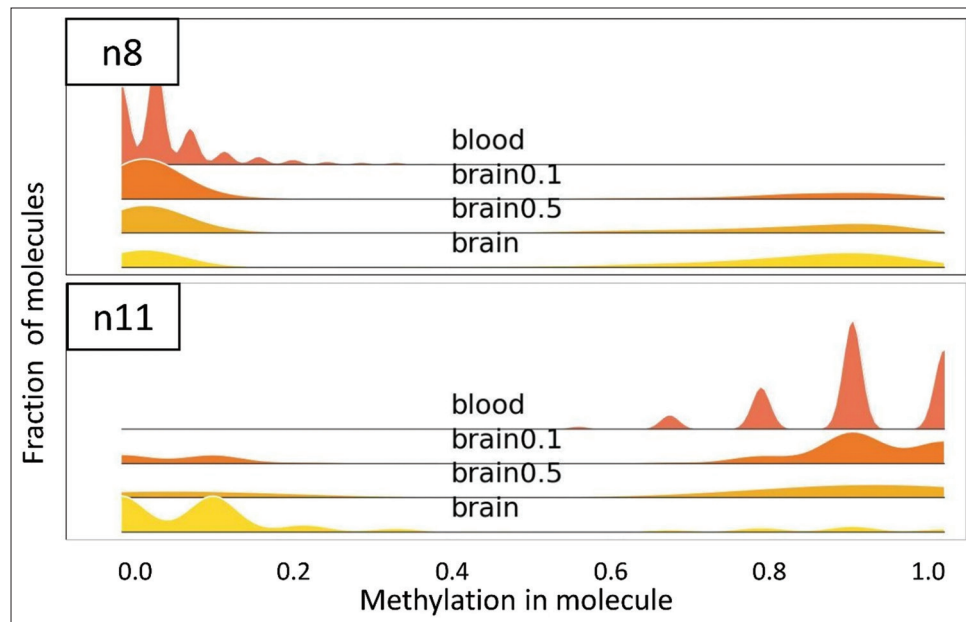 n8
blood
brain0.1
brain0.5
brain
n11
blood
brain0.1
brain0.5
brain
Fraction of molecules
0.0 0.2 0.4 0.6 0.8 1.0
Methylation in molecule